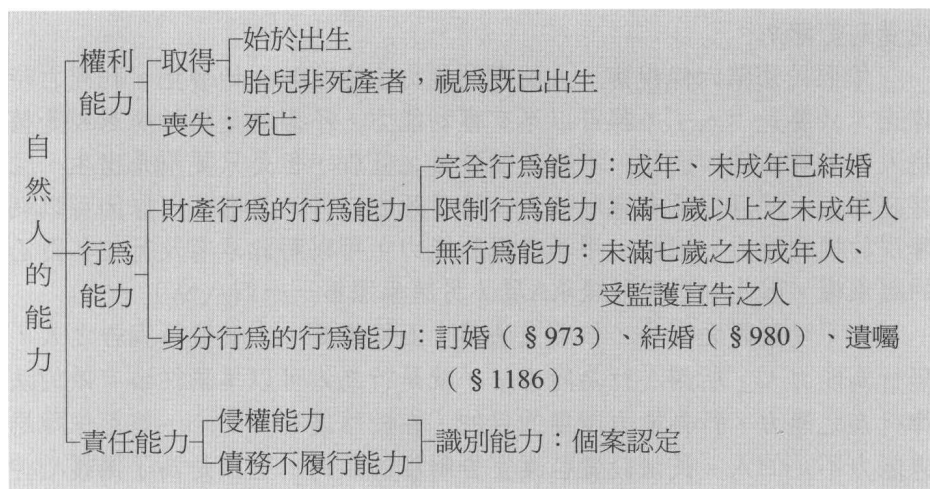 自然人的能力
權利能力
取得
始於出生
胎兒非死產者，視爲既已出生
喪失：死亡
行爲能力
財產行爲的行爲能力
完全行爲能力：成年、未成年已結婚
限制行爲能力：滿七歲以上之未成年人
無行爲能力：未滿七歲之未成年人、
受監護宣告之人
身分行爲的行爲能力：訂婚（§973）、結婚（§980）、遺囑
（§1186）
責任能力
侵權能力
債務不履行能力
識別能力：個案認定